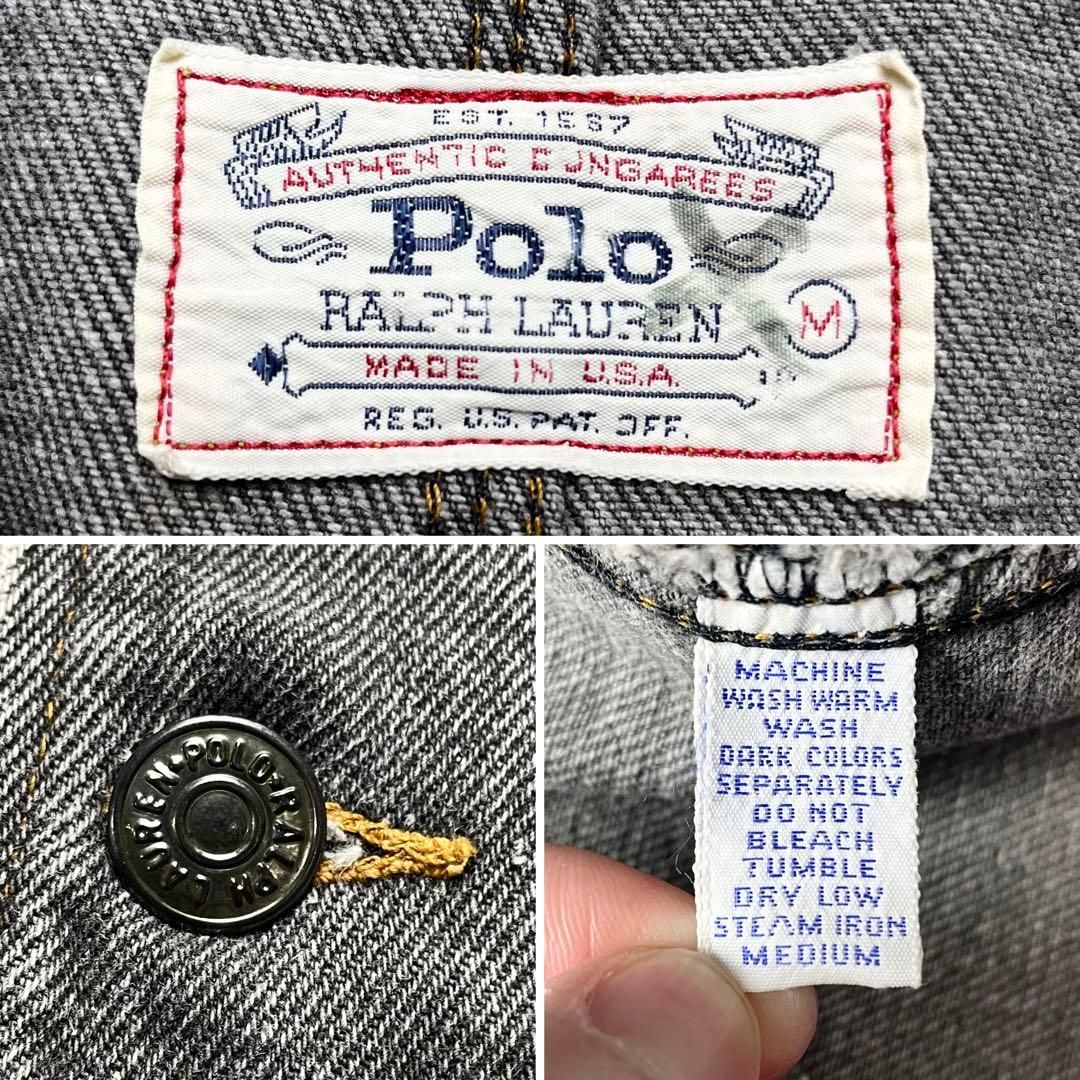 EST. 1967
AUTHENTIC DUNGAREES
Polo
RALPH LAUREN
M
MADE IN U.S.A.
REG. U.S. PAT. OFF.
POLO-RALPH LAUREN-
MACHINE
WASH WARM
WASH
DARK COLORS
SEPARATELY
DO NOT
BLEACH
TUMBLE
DRY LOW
STEAM IRON
MEDIUM